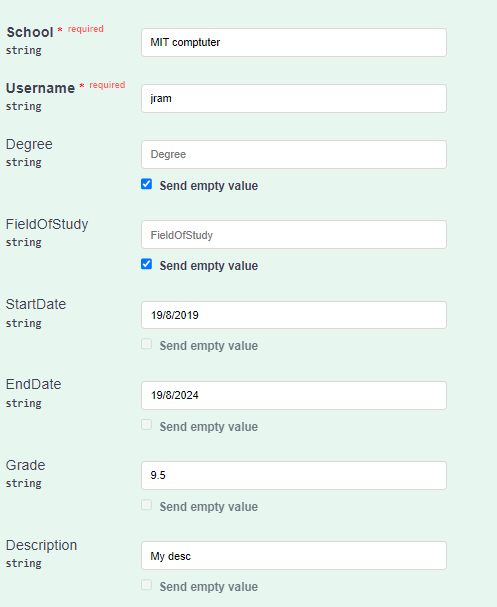 School * required
string
MIT comptuter
Username * required
string
jram
Degree
string
Degree
Send empty value
FieldOfStudy
string
FieldOfStudy
Send empty value
StartDate
string
19/8/2019
Send empty value
EndDate
string
19/8/2024
Send empty value
Grade
string
9.5
Send empty value
Description
string
My desc
Send empty value